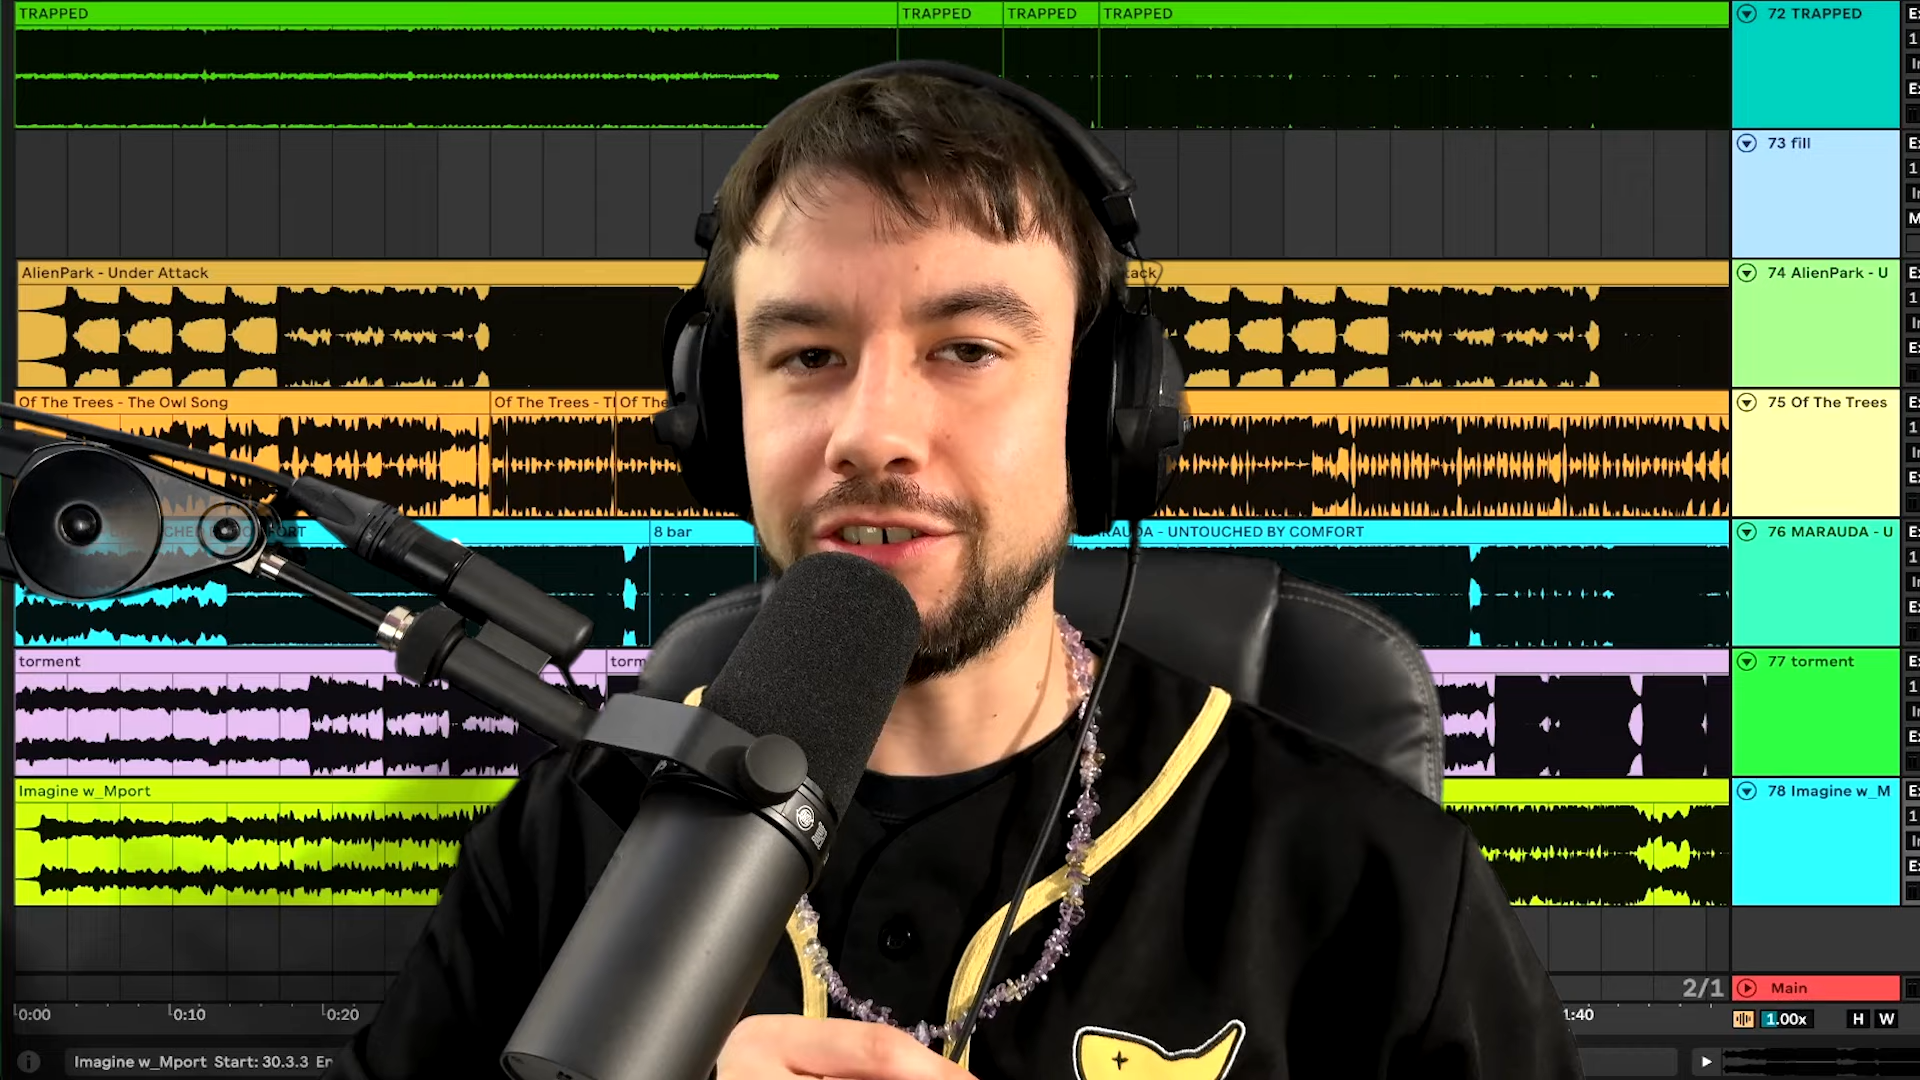 TRAPPED TRAPPED TRAPPED TRAPPED 72 TRAPPED
73 fill
AlienPark - Under Attack tack 74 AlienPark - U
Of The Trees - The Owl Song Of The Trees - Tl Of The 75 Of The Trees
8 bar - UNTOUCHED BY COMFORT 76 MARAUDA - U
torment torm 77 torment
Imagine w_Mport 78 Imagine w_M
2/1 Main
0:00 0:10 0:20 1:40 1.00x H W
Imagine w_Mport Start: 30.3.3 En